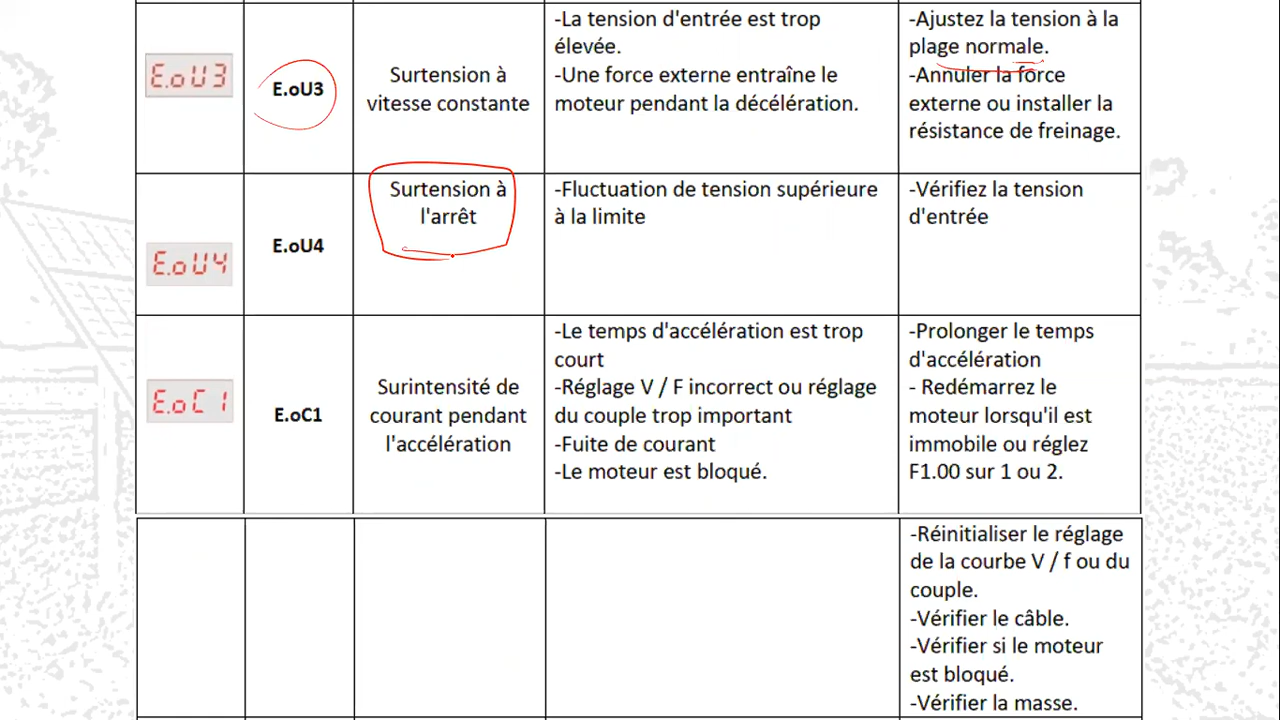 E.oU3
E.oU3
Surtension à
vitesse constante
-La tension d'entrée est trop
élevée.
-Une force externe entraîne le
moteur pendant la décélération.
-Ajustez la tension à la
plage normale.
-Annuler la force
externe ou installer la
résistance de freinage.
E.oU4
E.oU4
Surtension à
l'arrêt
-Fluctuation de tension supérieure
à la limite
-Vérifiez la tension
d'entrée
E.oC1
E.oC1
Surintensité de
courant pendant
l'accélération
-Le temps d'accélération est trop
court
-Réglage V / F incorrect ou réglage
du couple trop important
-Fuite de courant
-Le moteur est bloqué.
-Prolonger le temps
d'accélération
- Redémarrez le
moteur lorsqu'il est
immobile ou réglez
F1.00 sur 1 ou 2.
-Réinitialiser le réglage
de la courbe V / f ou du
couple.
-Vérifier le câble.
-Vérifier si le moteur
est bloqué.
-Vérifier la masse.